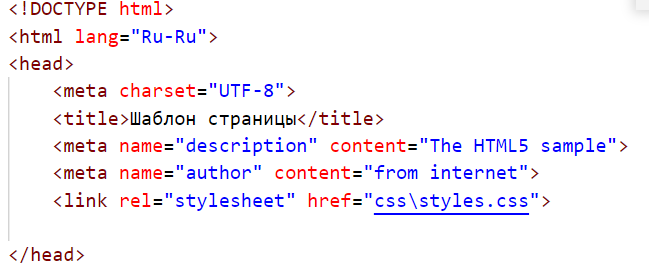 <!DOCTYPE html>
<html lang="Ru-Ru">
<head>
    <meta charset="UTF-8">
    <title>Шаблон страницы</title>
    <meta name="description" content="The HTML5 sample">
    <meta name="author" content="from internet">
    <link rel="stylesheet" href="css\styles.css">
</head>